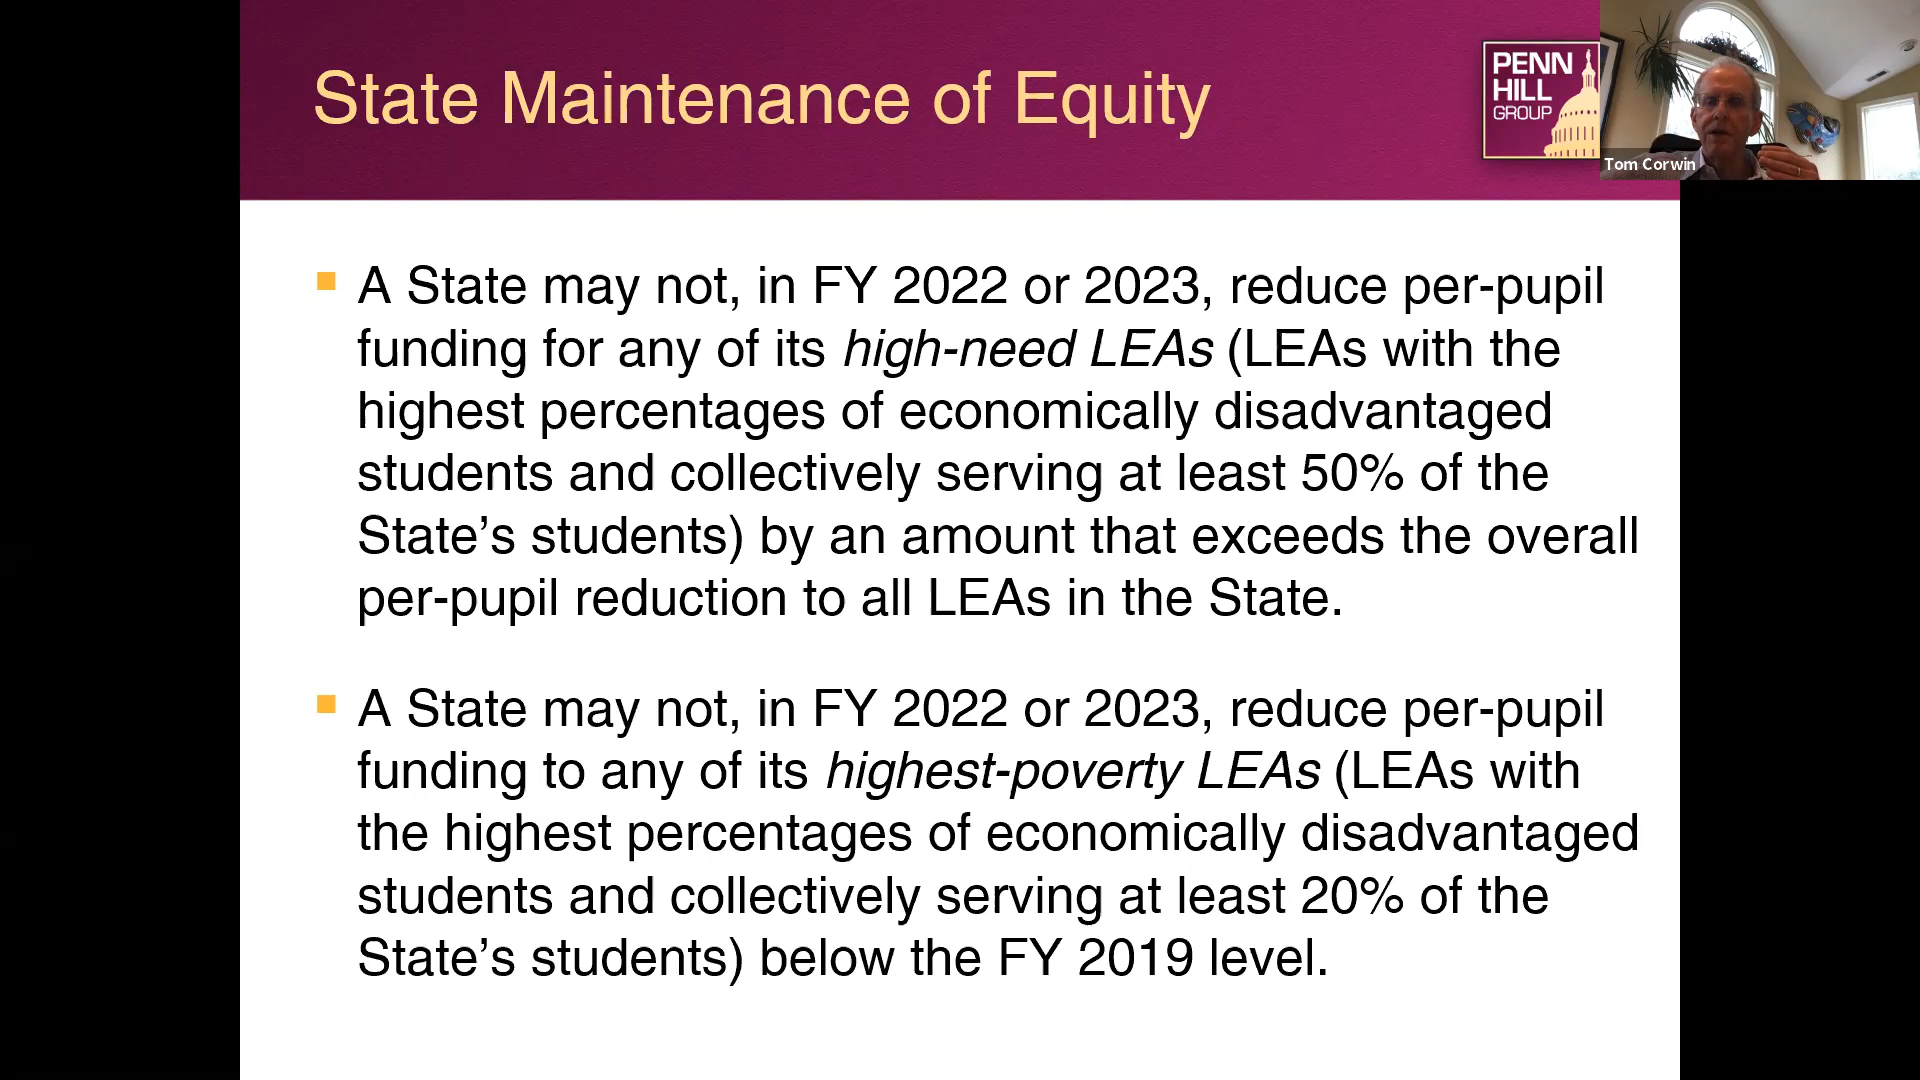 State Maintenance of Equity
PENN
HILL
GROUP
Tom Corwin
A State may not, in FY 2022 or 2023, reduce per-pupil
funding for any of its high-need LEAs (LEAs with the
highest percentages of economically disadvantaged
students and collectively serving at least 50% of the
State’s students) by an amount that exceeds the overall
per-pupil reduction to all LEAs in the State.
A State may not, in FY 2022 or 2023, reduce per-pupil
funding to any of its highest-poverty LEAs (LEAs with
the highest percentages of economically disadvantaged
students and collectively serving at least 20% of the
State’s students) below the FY 2019 level.